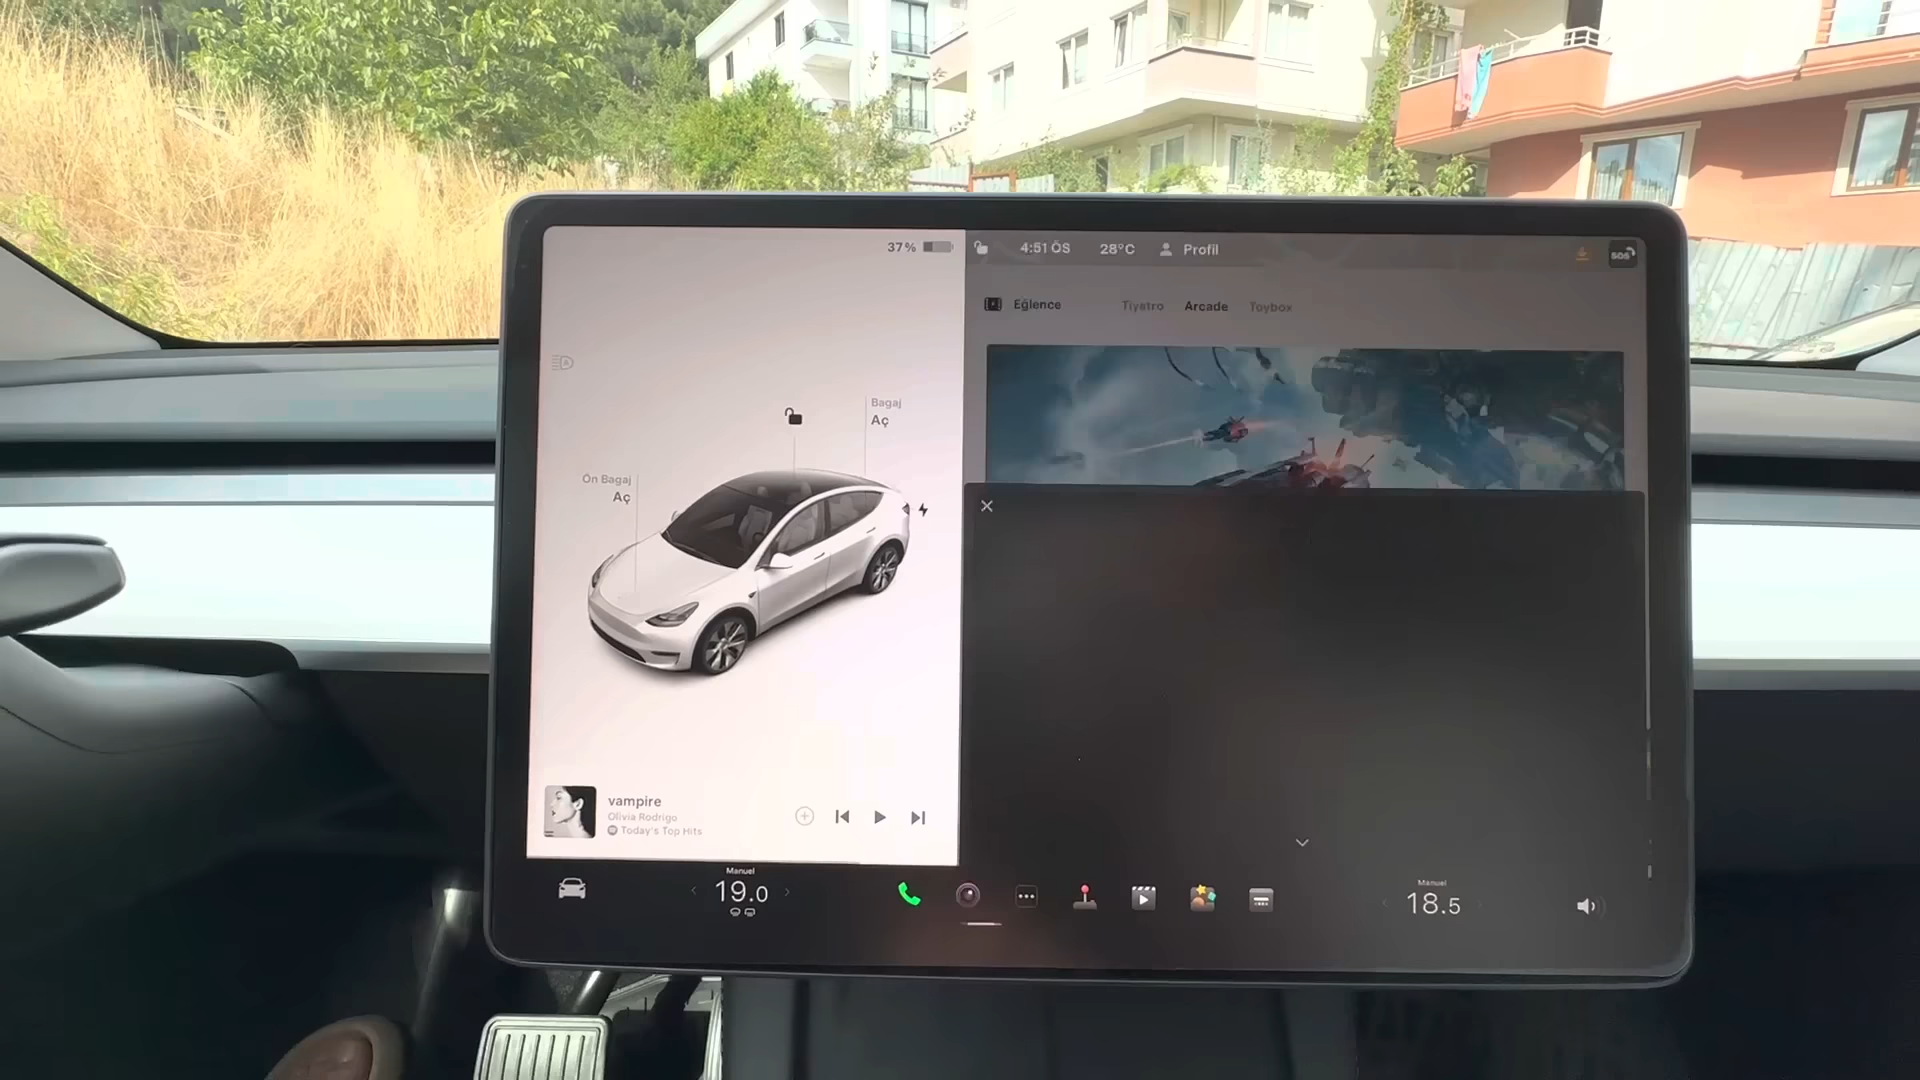 37%
4:51 ÖS 28°C Profil
SOS
Eğlence Tiyatro Arcade Toybox
Bagaj
Aç
Ön Bagaj
Aç
vampire
Olivia Rodrigo
Today's Top Hits
Manuel
19.0
Manuel
18.5